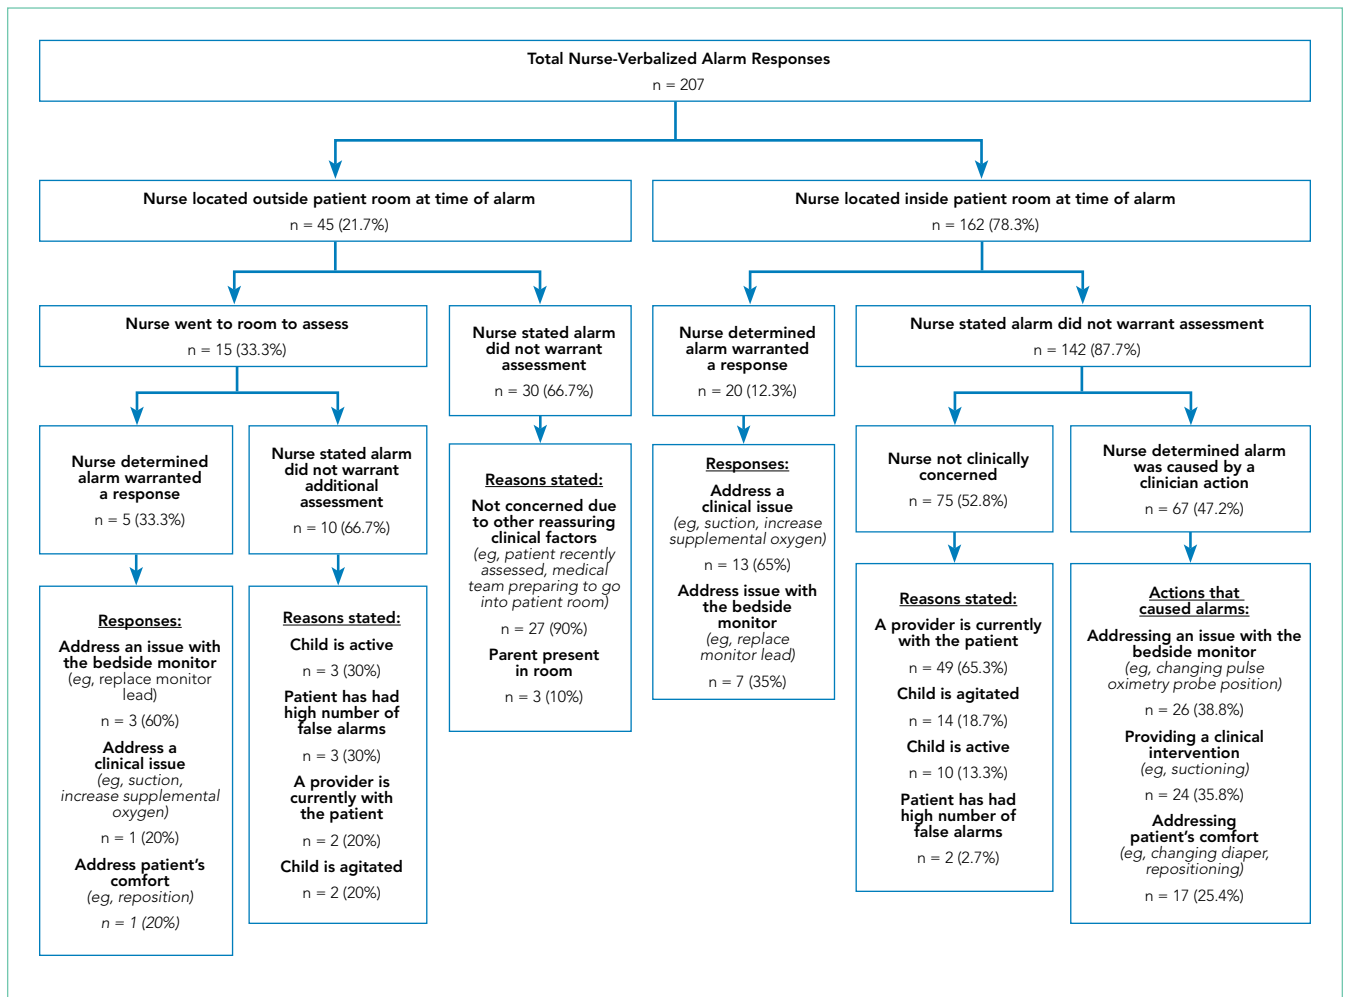 Total Nurse-Verbalized Alarm Responses
n = 207
Nurse located outside patient room at time of alarm
n = 45 (21.7%)
Nurse located inside patient room at time of alarm
n = 162 (78.3%)
Nurse went to room to assess
n = 15 (33.3%)
Nurse stated alarm
did not warrant
assessment
n = 30 (66.7%)
Nurse determined
alarm warranted
a response
n = 20 (12.3%)
Nurse stated alarm did not warrant assessment
n = 142 (87.7%)
Nurse determined
alarm warranted
a response
n = 5 (33.3%)
Nurse stated alarm
did not warrant
additional
assessment
n = 10 (66.7%)
Reasons stated:
Not concerned due
to other reassuring
clinical factors
(eg, patient recently
assessed, medical
team preparing to go
into patient room)
n = 27 (90%)
Parent present
in room
n = 3 (10%)
Responses:
Address a
clinical issue
(eg, suction, increase
supplemental oxygen)
n = 13 (65%)
Address issue with
the bedside
monitor
(eg, replace
monitor lead)
n = 7 (35%)
Nurse not clinically
concerned
n = 75 (52.8%)
Nurse determined alarm
was caused by a
clinician action
n = 67 (47.2%)
Responses:
Address an issue with
the bedside monitor
(eg, replace monitor
lead)
n = 3 (60%)
Address a
clinical issue
(eg, suction,
increase supplemental
oxygen)
n = 1 (20%)
Address patient's
comfort
(eg, reposition)
n = 1 (20%)
Reasons stated:
Child is active
n = 3 (30%)
Patient has had
high number of
false alarms
n = 3 (30%)
A provider is
currently with
the patient
n = 2 (20%)
Child is agitated
n = 2 (20%)
Reasons stated:
A provider is currently
with the patient
n = 49 (65.3%)
Child is agitated
n = 14 (18.7%)
Child is active
n = 10 (13.3%)
Patient has had
high number of
false alarms
n = 2 (2.7%)
Actions that
caused alarms:
Addressing an issue with the
bedside monitor
(eg, changing pulse
oximetry probe position)
n = 26 (38.8%)
Providing a clinical
intervention
(eg, suctioning)
n = 24 (35.8%)
Addressing
patient's comfort
(eg, changing diaper,
repositioning)
n = 17 (25.4%)